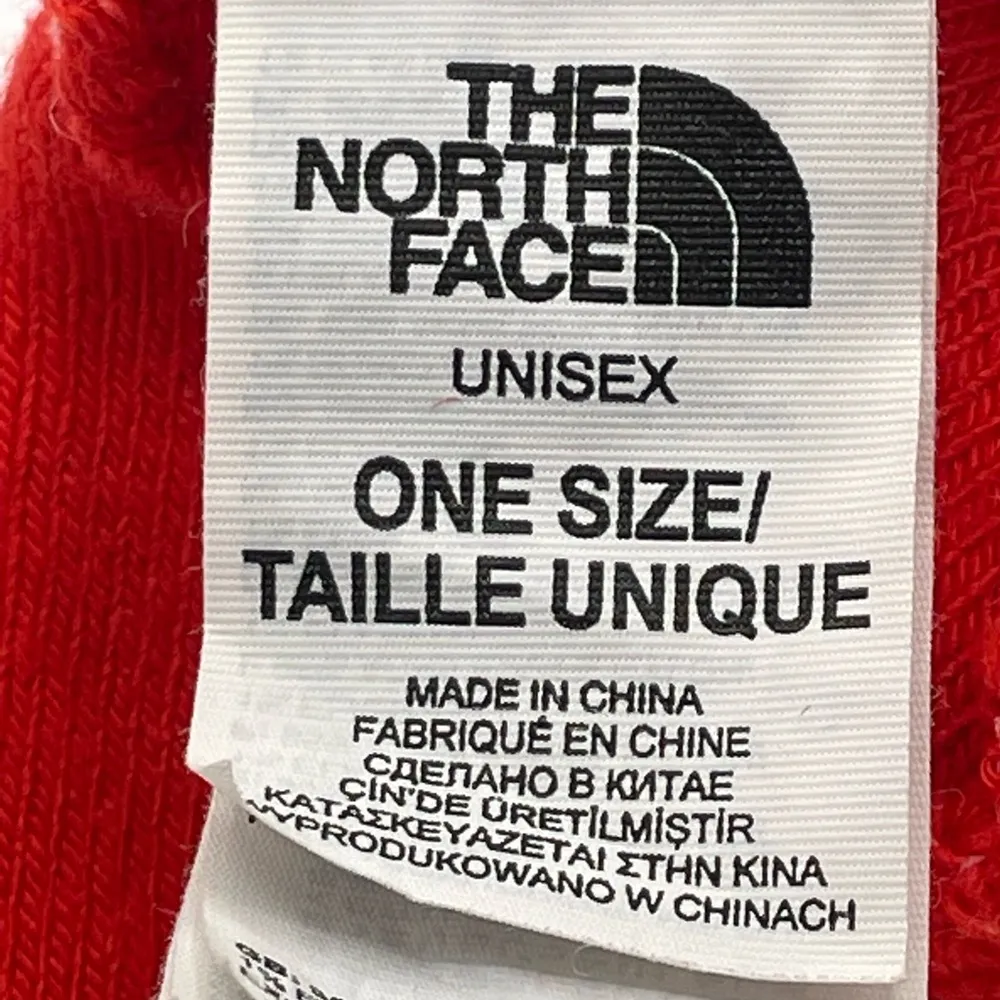 THE
NORTH
FACE
UNISEX
ONE SIZE/
TAILLE UNIQUE
MADE IN CHINA
FABRIQUÉ EN CHINE
СДЕЛАНО В КИТАЕ
ÇİN'DE ÜRETİLMİŞTİR
ΚΑΤΑΣΚΕΥΑΖΕΤΑΙ ΣΤΗΝ ΚΙΝΑ
WYPRODUKOWANO W CHINACH